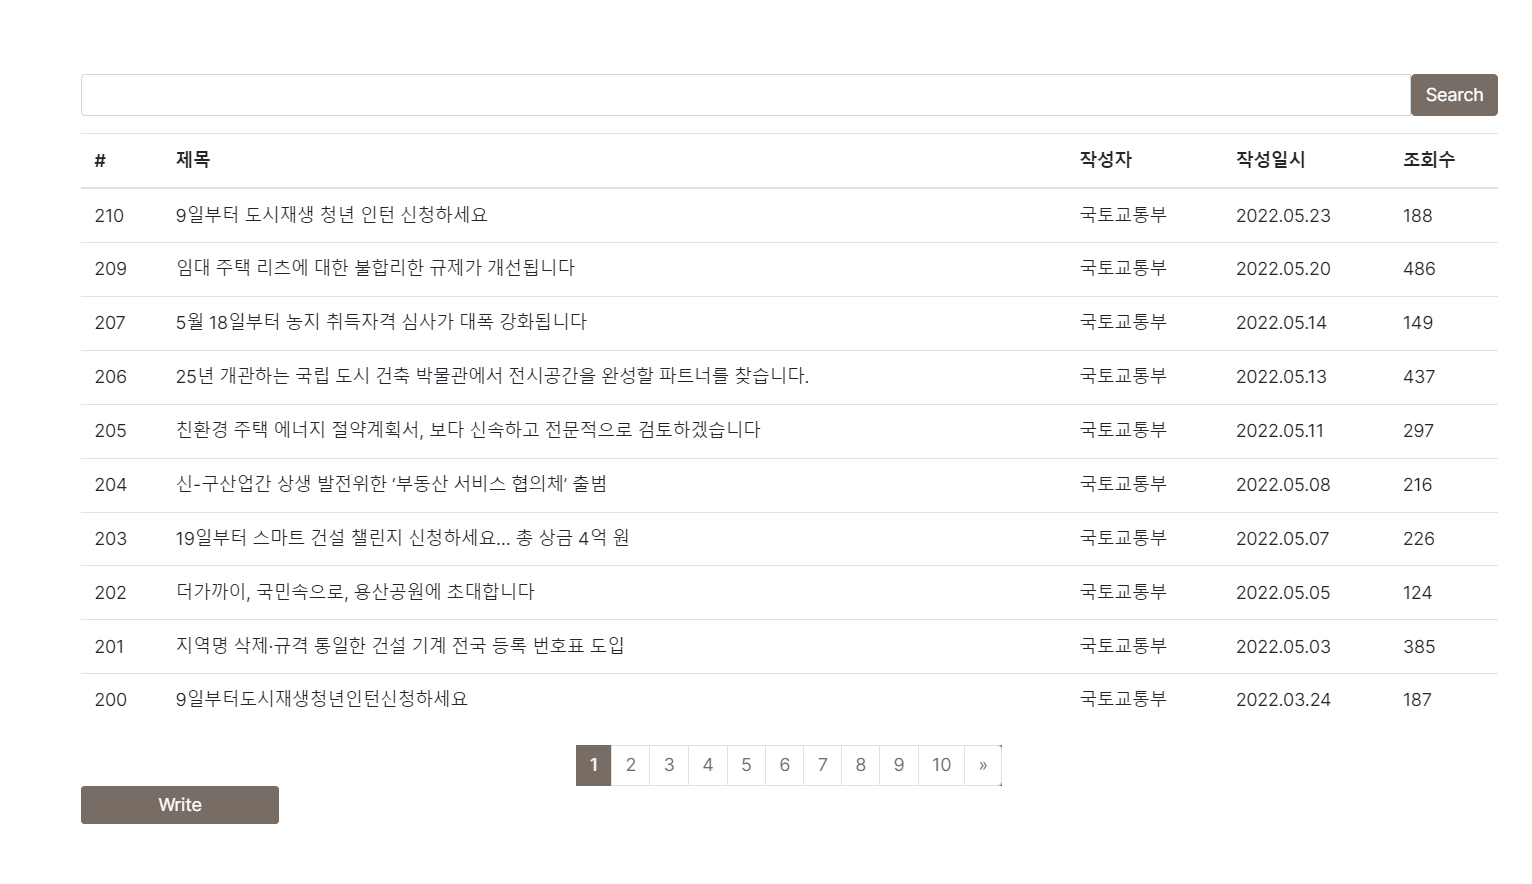 Search
# 제목 작성자 작성일시 조회수
210 9일부터 도시재생 청년 인턴 신청하세요 국토교통부 2022.05.23 188
209 임대 주택 리츠에 대한 불합리한 규제가 개선됩니다 국토교통부 2022.05.20 486
207 5월 18일부터 농지 취득자격 심사가 대폭 강화됩니다 국토교통부 2022.05.14 149
206 25년 개관하는 국립 도시 건축 박물관에서 전시공간을 완성할 파트너를 찾습니다. 국토교통부 2022.05.13 437
205 친환경 주택 에너지 절약계획서, 보다 신속하고 전문적으로 검토하겠습니다 국토교통부 2022.05.11 297
204 신-구산업간 상생 발전위한 ‘부동산 서비스 협의체’ 출범 국토교통부 2022.05.08 216
203 19일부터 스마트 건설 챌린지 신청하세요... 총 상금 4억 원 국토교통부 2022.05.07 226
202 더가까이, 국민속으로, 용산공원에 초대합니다 국토교통부 2022.05.05 124
201 지역명 삭제·규격 통일한 건설 기계 전국 등록 번호표 도입 국토교통부 2022.05.03 385
200 9일부터도시재생청년인턴신청하세요 국토교통부 2022.03.24 187
1 2 3 4 5 6 7 8 9 10 »
Write